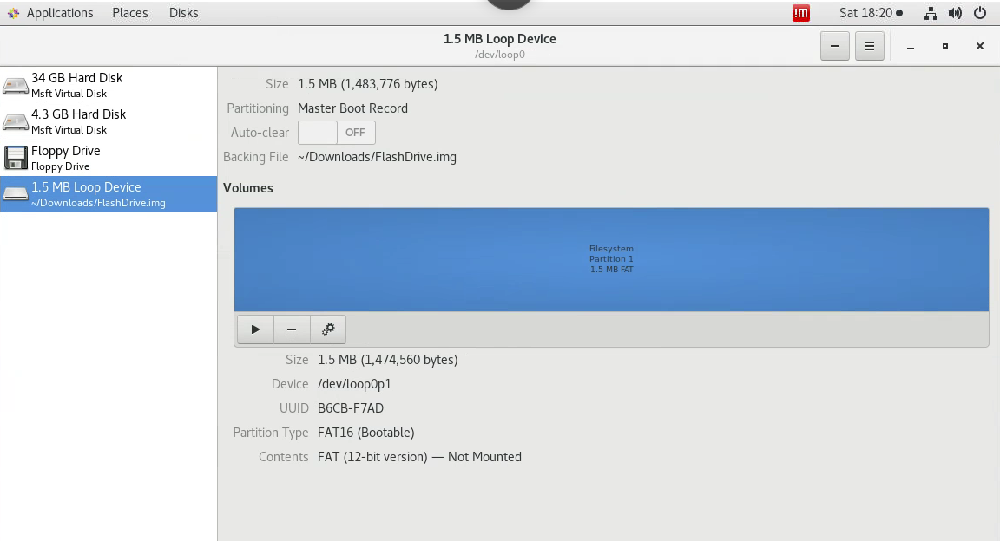 Applications Places Disks
!m Sat 18:20
1.5 MB Loop Device
/dev/loop0
34 GB Hard Disk
Msft Virtual Disk
4.3 GB Hard Disk
Msft Virtual Disk
Floppy Drive
Floppy Drive
1.5 MB Loop Device
~/Downloads/FlashDrive.img
Size 1.5 MB (1,483,776 bytes)
Partitioning Master Boot Record
Auto-clear OFF
Backing File ~/Downloads/FlashDrive.img
Volumes
Filesystem
Partition 1
1.5 MB FAT
Size 1.5 MB (1,474,560 bytes)
Device /dev/loop0p1
UUID B6CB-F7AD
Partition Type FAT16 (Bootable)
Contents FAT (12-bit version) — Not Mounted